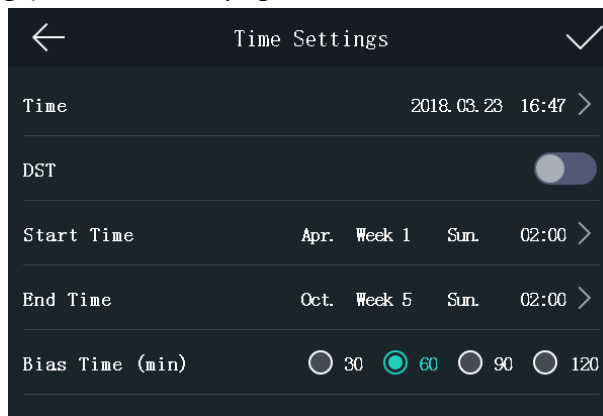 Time Settings
Time 2018.03.23 16:47
DST
Start Time Apr. Week 1 Sun. 02:00
End Time Oct. Week 5 Sun. 02:00
Bias Time (min) 30 60 90 120